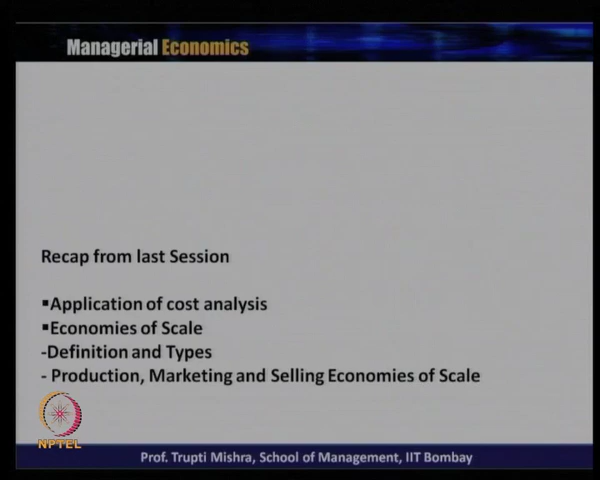 Managerial Economics
Recap from last Session
▪Application of cost analysis
▪Economies of Scale
-Definition and Types
- Production, Marketing and Selling Economies of Scale
NPTEL
Prof. Trupti Mishra, School of Management, IIT Bombay